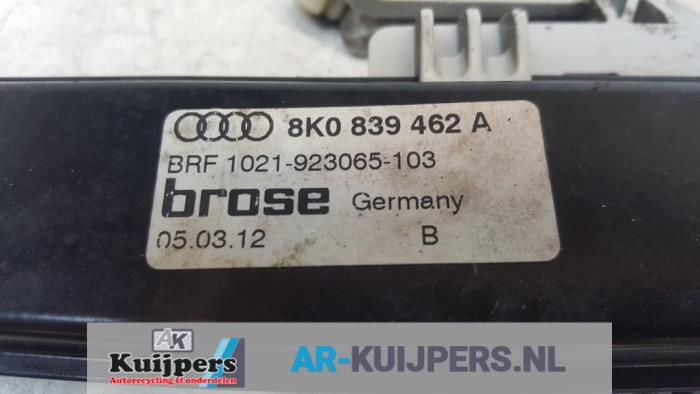 8K0 839 462 A
BRF 1021-923065-103
brose Germany
05.03.12 B
AK
Kuijpers
Autorecycling & onderdelen
AR-KUIJPERS.NL